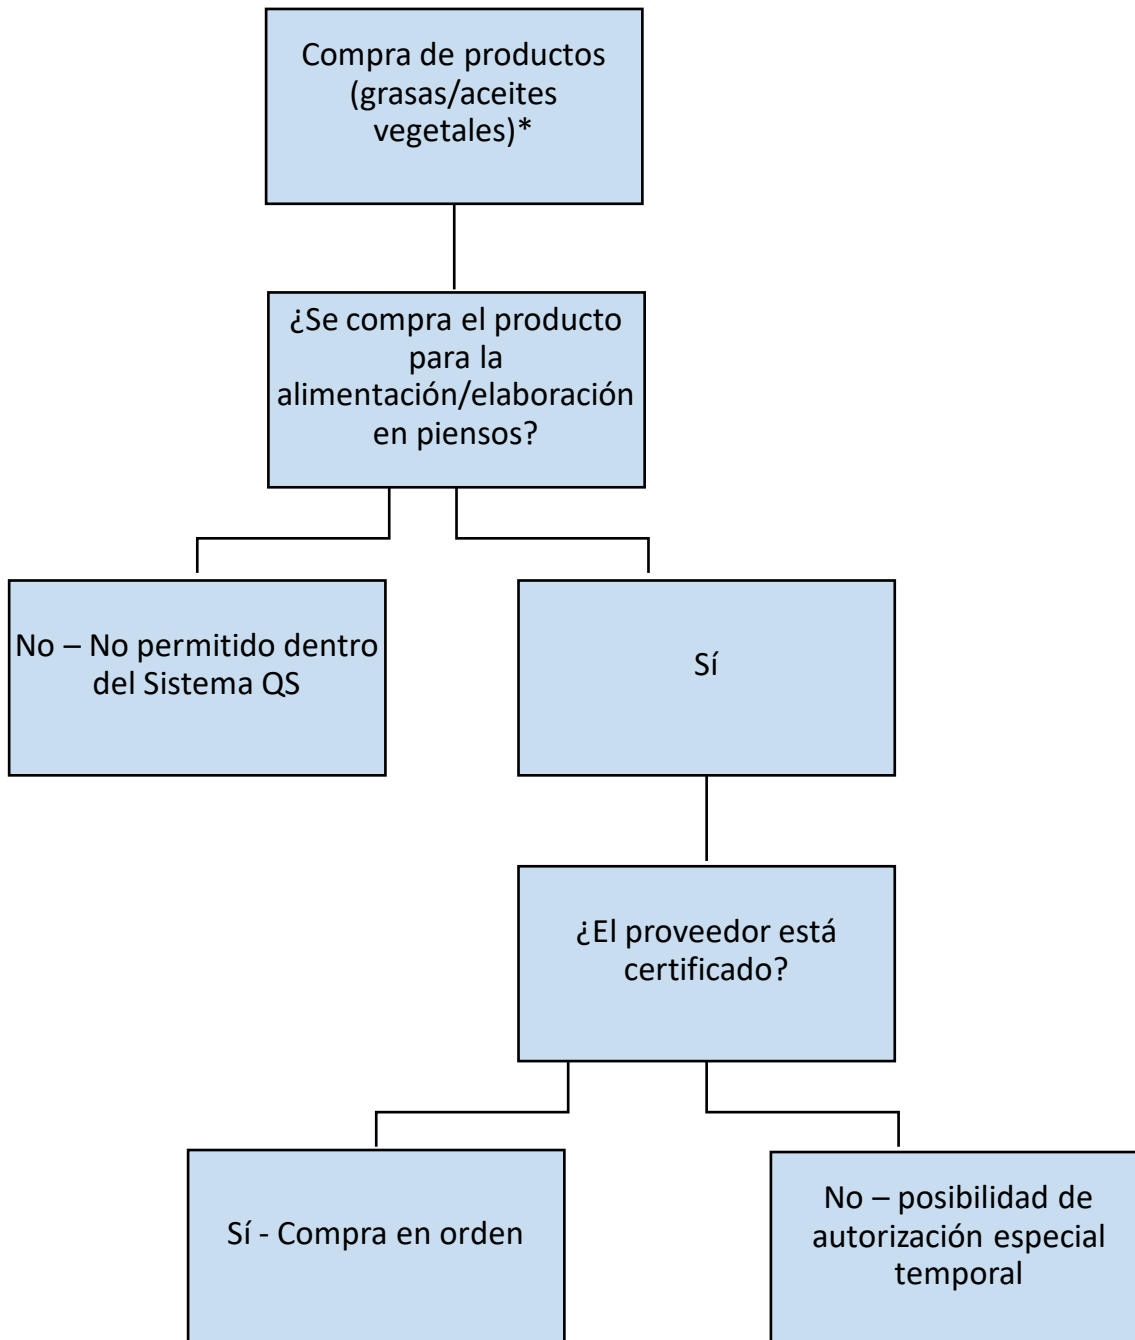 Compra de productos
(grasas/aceites
vegetales)*
¿Se compra el producto
para la
alimentación/elaboración
en piensos?
No – No permitido dentro
del Sistema QS
Sí
¿El proveedor está
certificado?
Sí - Compra en orden
No – posibilidad de
autorización especial
temporal